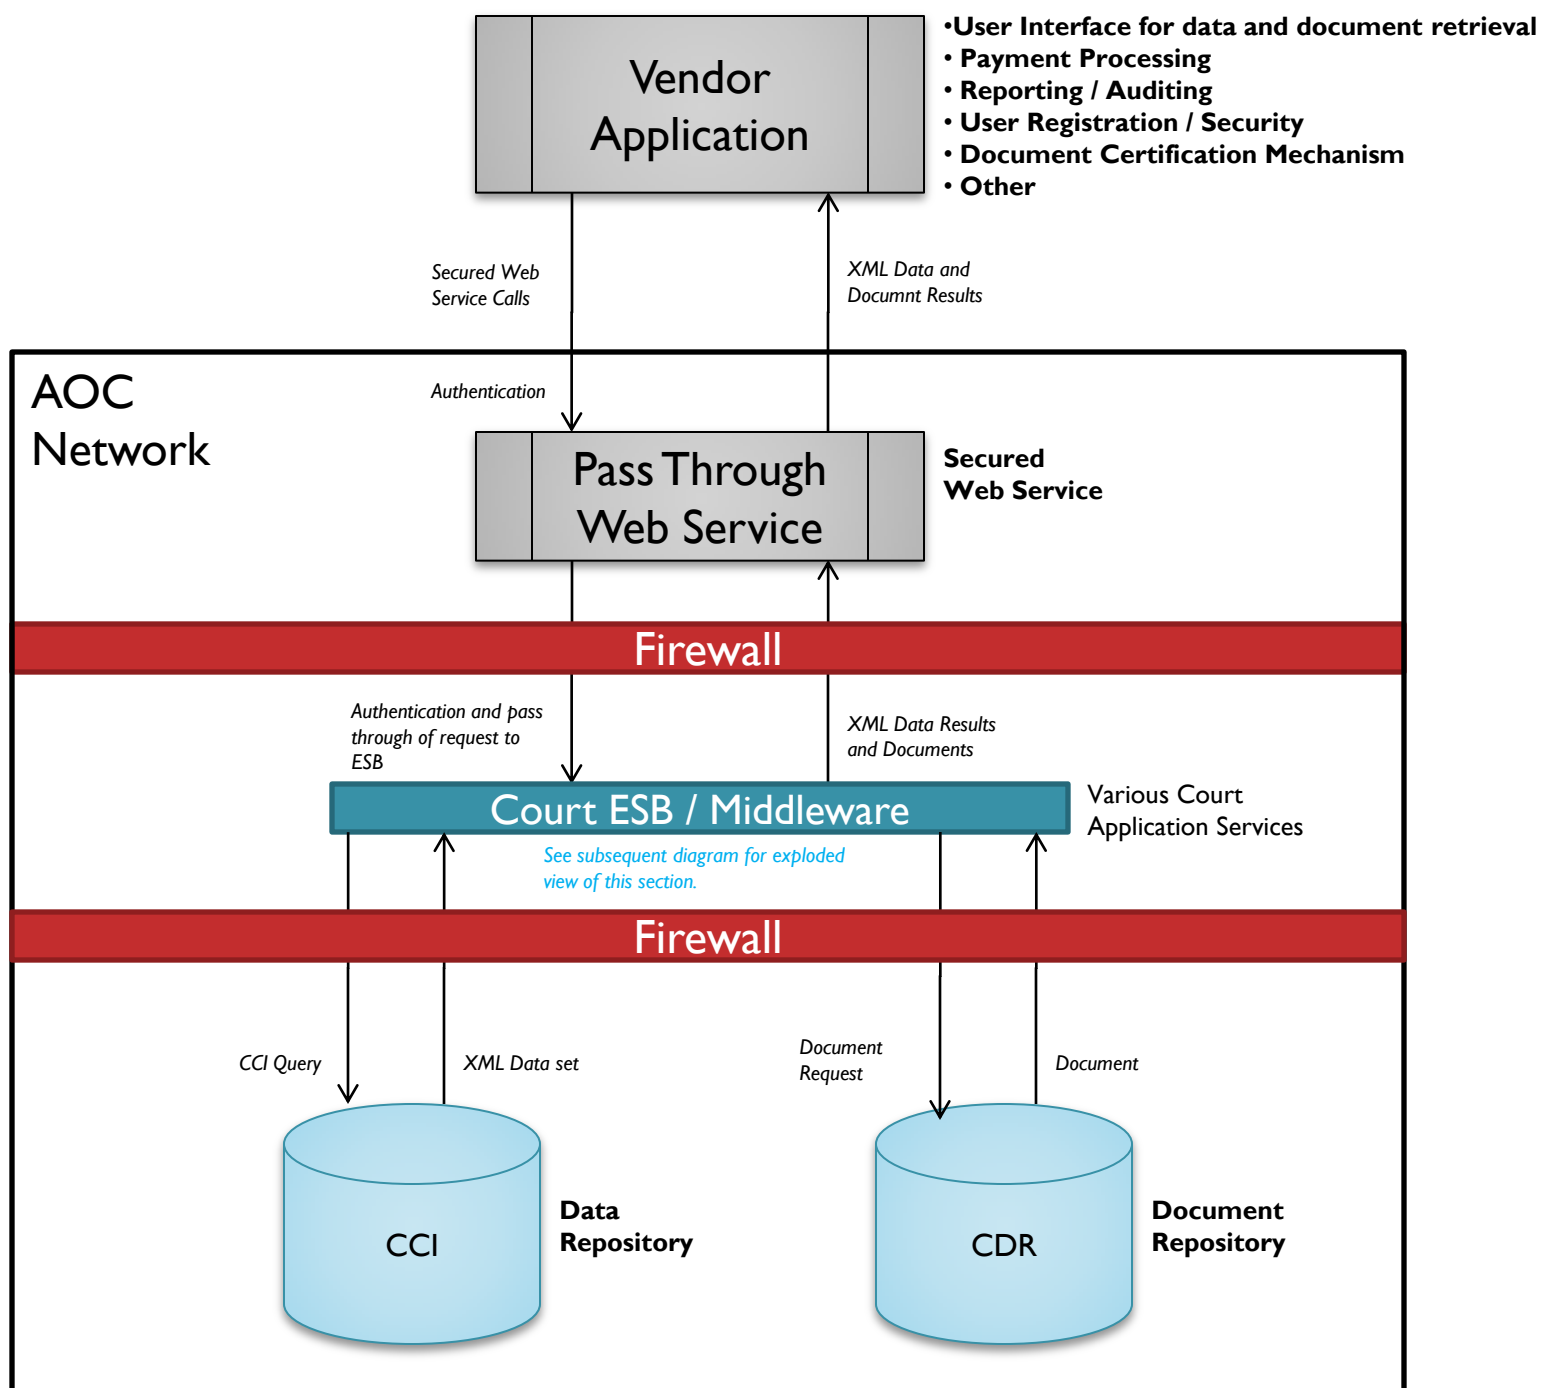 Vendor
Application
•User Interface for data and document retrieval
• Payment Processing
• Reporting / Auditing
• User Registration / Security
• Document Certification Mechanism
• Other
Secured Web
Service Calls
XML Data and
Documnt Results
AOC
Network
Authentication
Pass Through
Web Service
Secured
Web Service
Firewall
Authentication and pass
through of request to
ESB
XML Data Results
and Documents
Court ESB / Middleware
Various Court
Application Services
See subsequent diagram for exploded
view of this section.
Firewall
CCI Query
XML Data set
Document
Request
Document
CCI
Data
Repository
CDR
Document
Repository